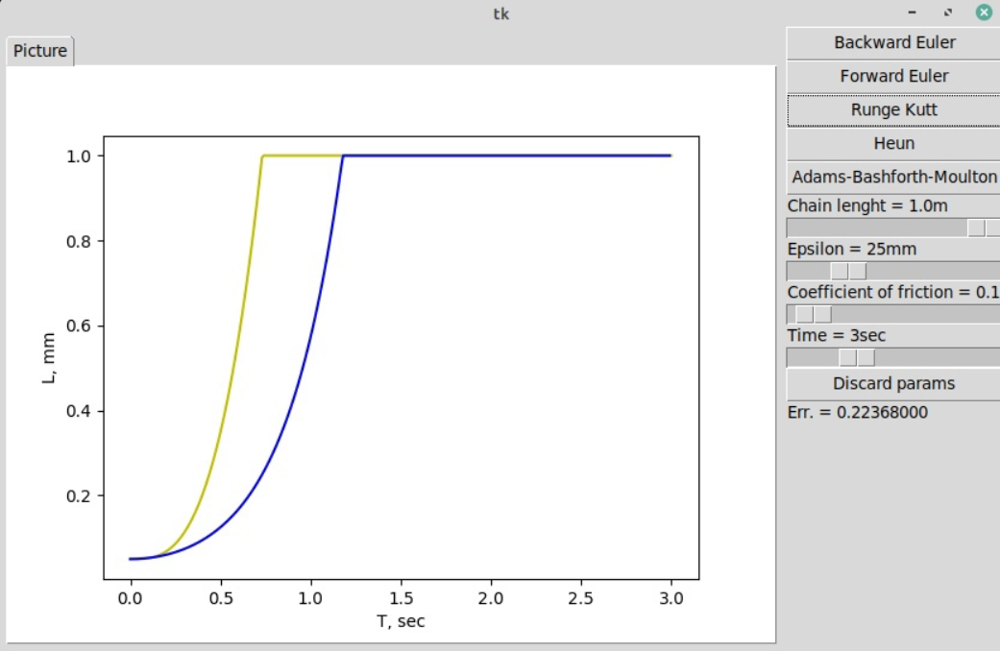 tk
Picture
Backward Euler
Forward Euler
Runge Kutt
Heun
Adams-Bashforth-Moulton
Chain lenght = 1.0m
Epsilon = 25mm
Coefficient of friction = 0.1
Time = 3sec
Discard params
Err. = 0.22368000
1.0
0.8
0.6
0.4
0.2
L, mm
0.0 0.5 1.0 1.5 2.0 2.5 3.0
T, sec